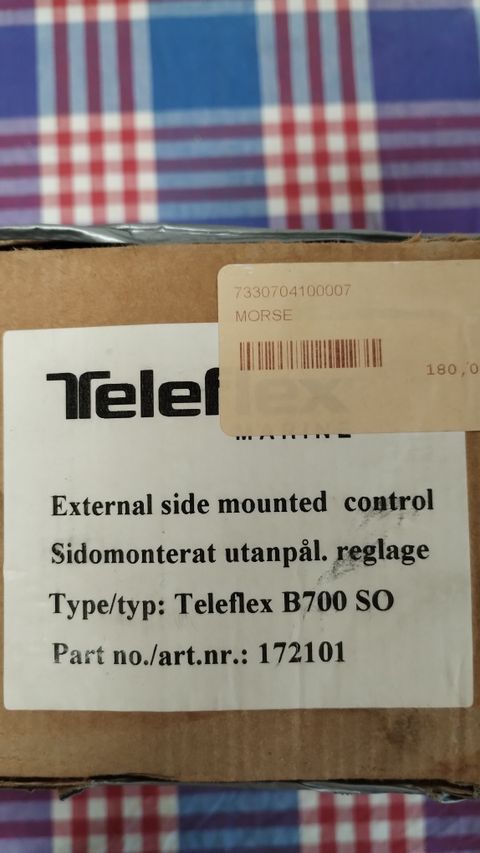 7330704100007
MORSE
180,0
Teleflex
MARINE
External side mounted control
Sidomonterat utanpål. reglage
Type/typ: Teleflex B700 SO
Part no./art.nr.: 172101